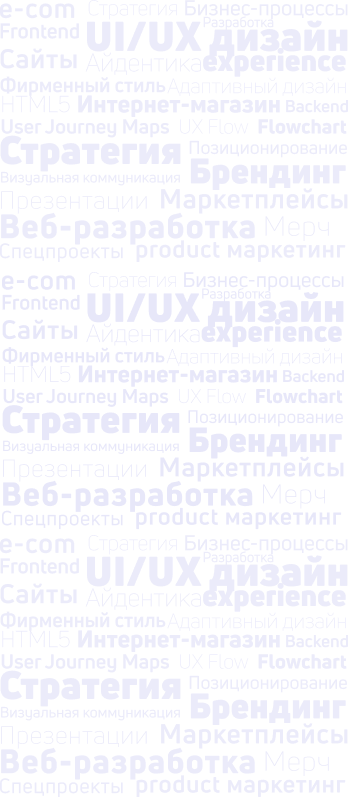 e-com Стратегия Бизнес-процессы
Разработка
Frontend UI/UX дизайн
Сайты Айдентика experience
Фирменный стиль Адаптивный дизайн
HTML5 Интернет-магазин Backend
User Journey Maps UX Flow Flowchart
Стратегия Позиционирование
Визуальная коммуникация Брендинг
Презентации Маркетплейсы
Веб-разработка Мерч
Спецпроекты product маркетинг
e-com Стратегия Бизнес-процессы
Разработка
Frontend UI/UX дизайн
Сайты Айдентика experience
Фирменный стиль Адаптивный дизайн
HTML5 Интернет-магазин Backend
User Journey Maps UX Flow Flowchart
Стратегия Позиционирование
Визуальная коммуникация Брендинг
Презентации Маркетплейсы
Веб-разработка Мерч
Спецпроекты product маркетинг
e-com Стратегия Бизнес-процессы
Разработка
Frontend UI/UX дизайн
Сайты Айдентика experience
Фирменный стиль Адаптивный дизайн
HTML5 Интернет-магазин Backend
User Journey Maps UX Flow Flowchart
Стратегия Позиционирование
Визуальная коммуникация Брендинг
Презентации Маркетплейсы
Веб-разработка Мерч
Спецпроекты product маркетинг